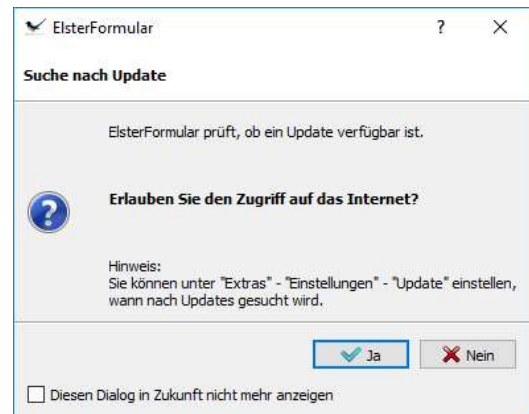 ElsterFormular
Suche nach Update
ElsterFormular prüft, ob ein Update verfügbar ist.
Erlauben Sie den Zugriff auf das Internet?
Hinweis:
Sie können unter "Extras" - "Einstellungen" - "Update" einstellen,
wann nach Updates gesucht wird.
Ja
Nein
Diesen Dialog in Zukunft nicht mehr anzeigen